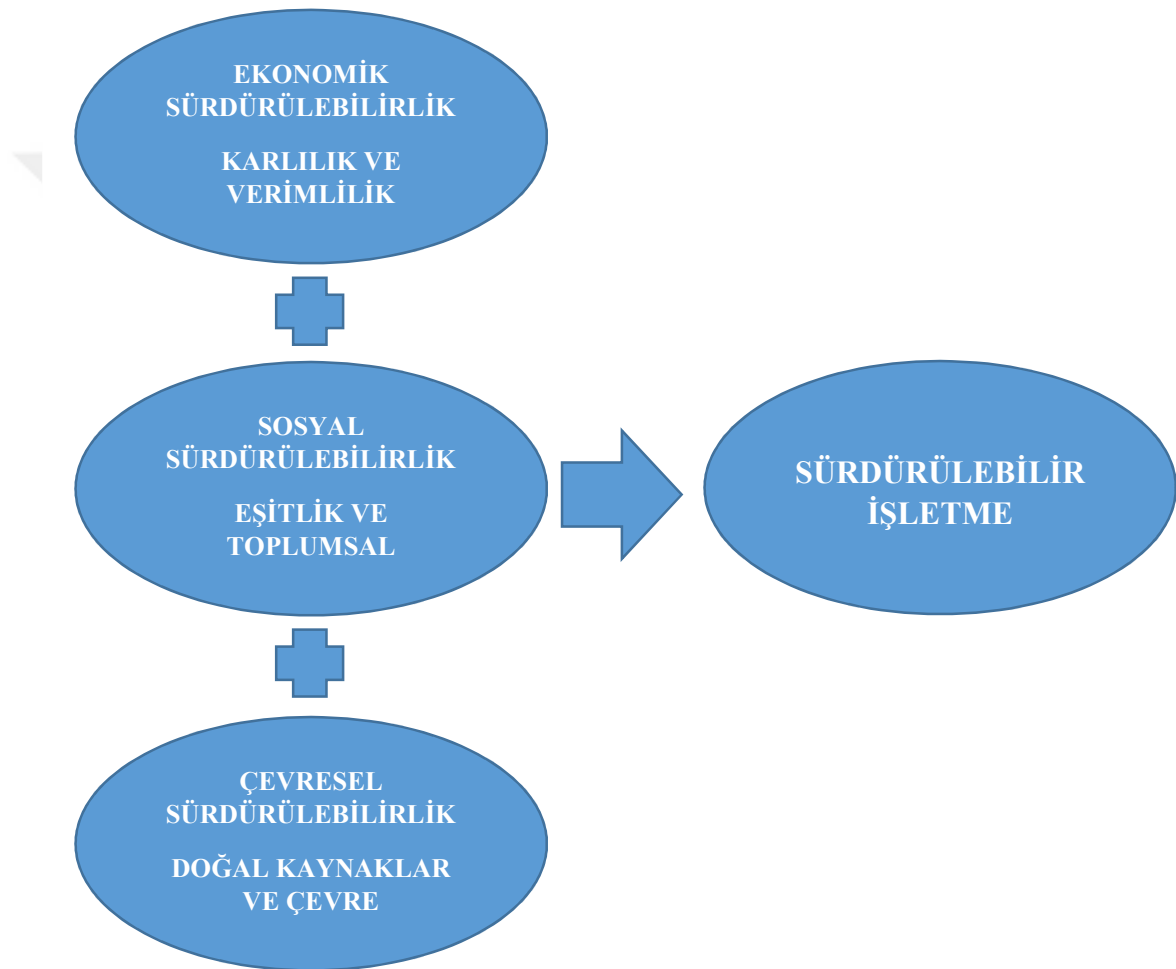 EKONOMİK
SÜRDÜRÜLEBİLİRLİK
KARLILIK VE
VERİMLİLİK
SOSYAL
SÜRDÜRÜLEBİLİRLİK
EŞİTLİK VE
TOPLUMSAL
SÜRDÜRÜLEBİLİR
İŞLETME
ÇEVRESEL
SÜRDÜRÜLEBİLİRLİK
DOĞAL KAYNAKLAR
VE ÇEVRE